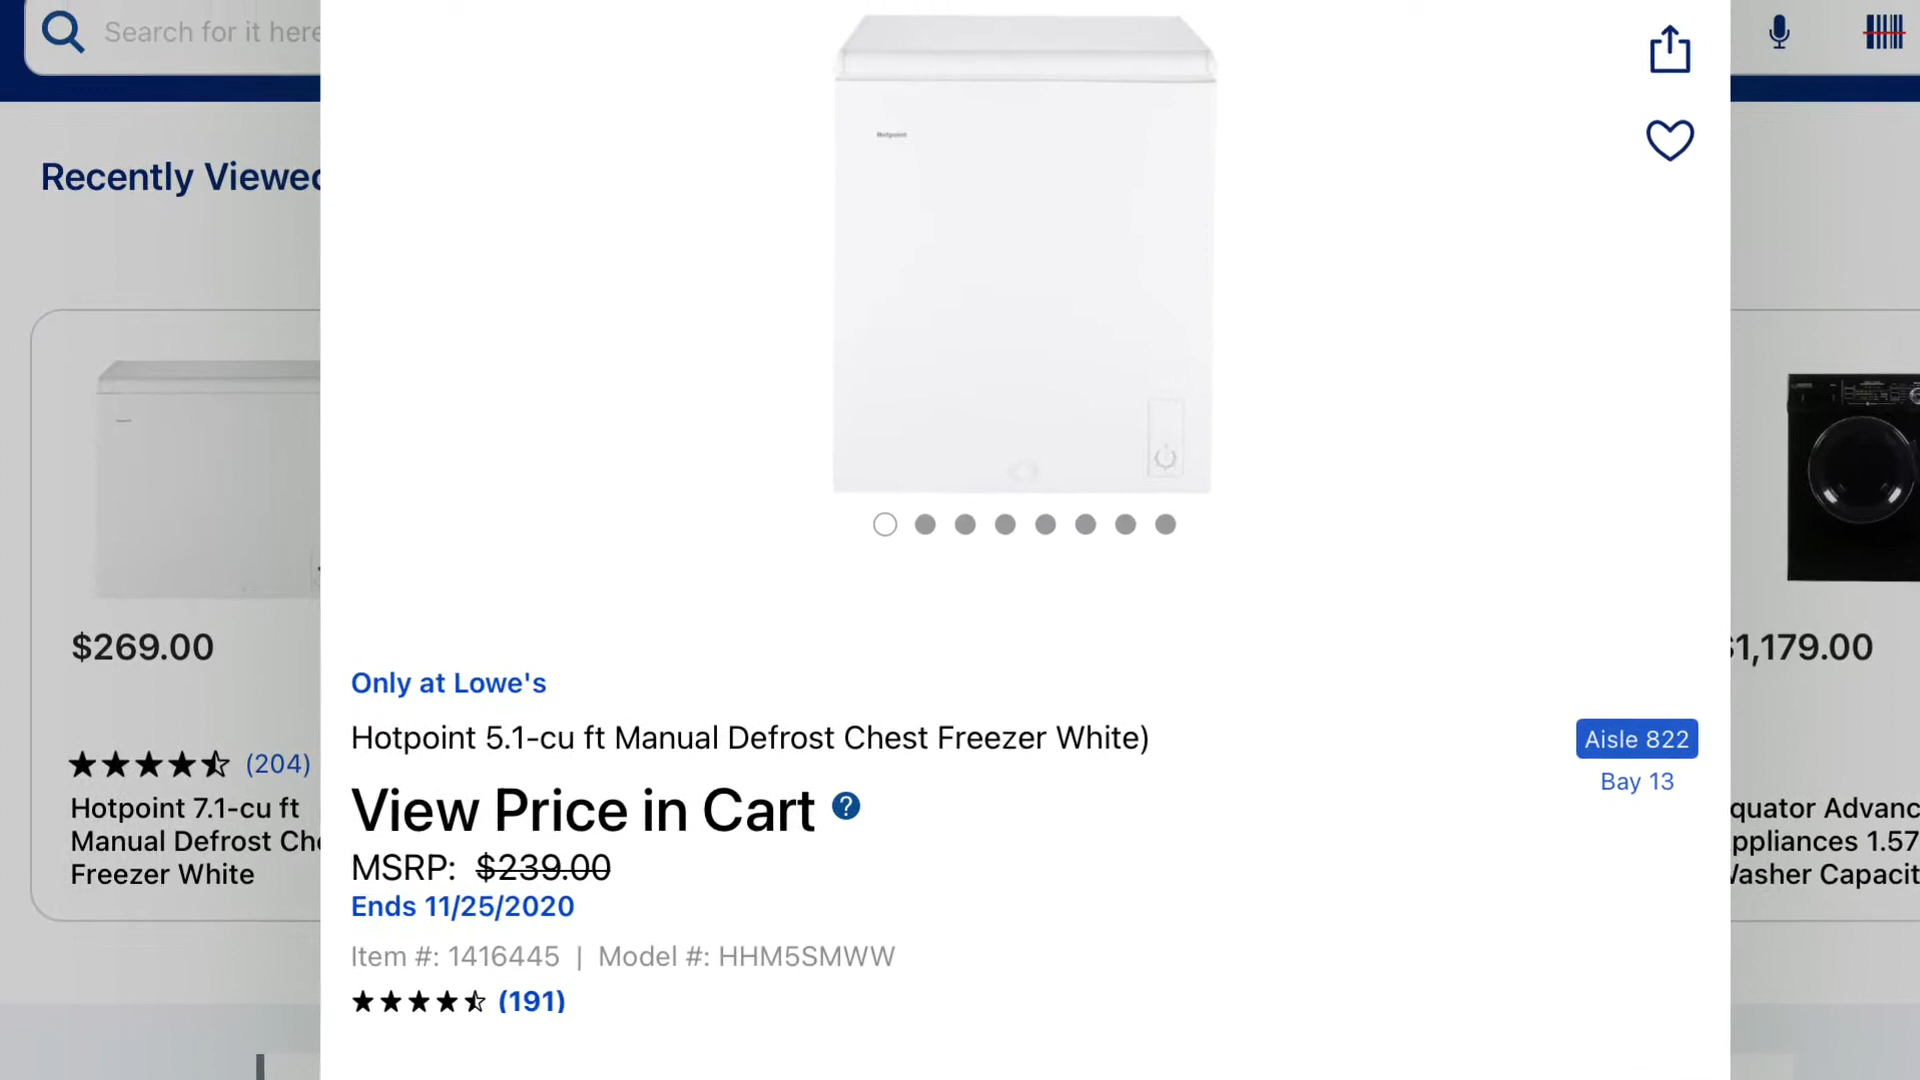 Search for it here
Recently Viewed
Hotpoint
$269.00
(204)
Hotpoint 7.1-cu ft
Manual Defrost Che
Freezer White
Only at Lowe's
Hotpoint 5.1-cu ft Manual Defrost Chest Freezer White)
View Price in Cart ?
MSRP: $239.00
Ends 11/25/2020
Item #: 1416445 | Model #: HHM5SMWW
(191)
Aisle 822
Bay 13
$1,179.00
quator Advanc
ppliances 1.57
Washer Capacit